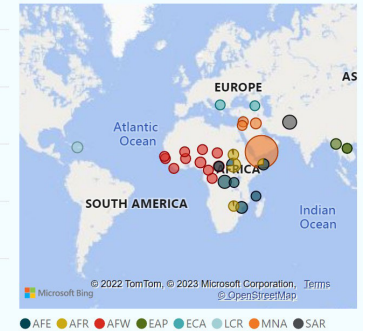 EUROPE
AS
Atlantic
Ocean
AFRICA
SOUTH AMERICA
Indian
Ocean
© 2022 TomTom, © 2023 Microsoft Corporation, Terms
Microsoft Bing
© OpenStreetMap
AFE AFR AFW EAP ECA LCR MNA SAR